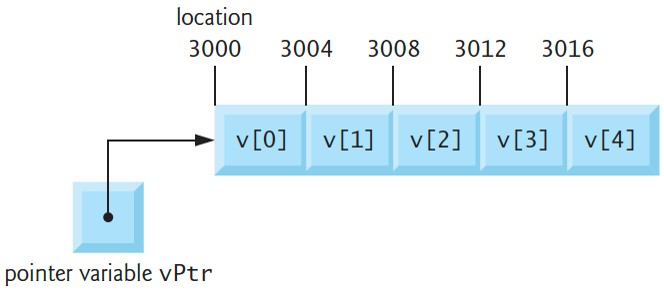 location
3000 3004 3008 3012 3016
v[0] v[1] v[2] v[3] v[4]
pointer variable vPtr